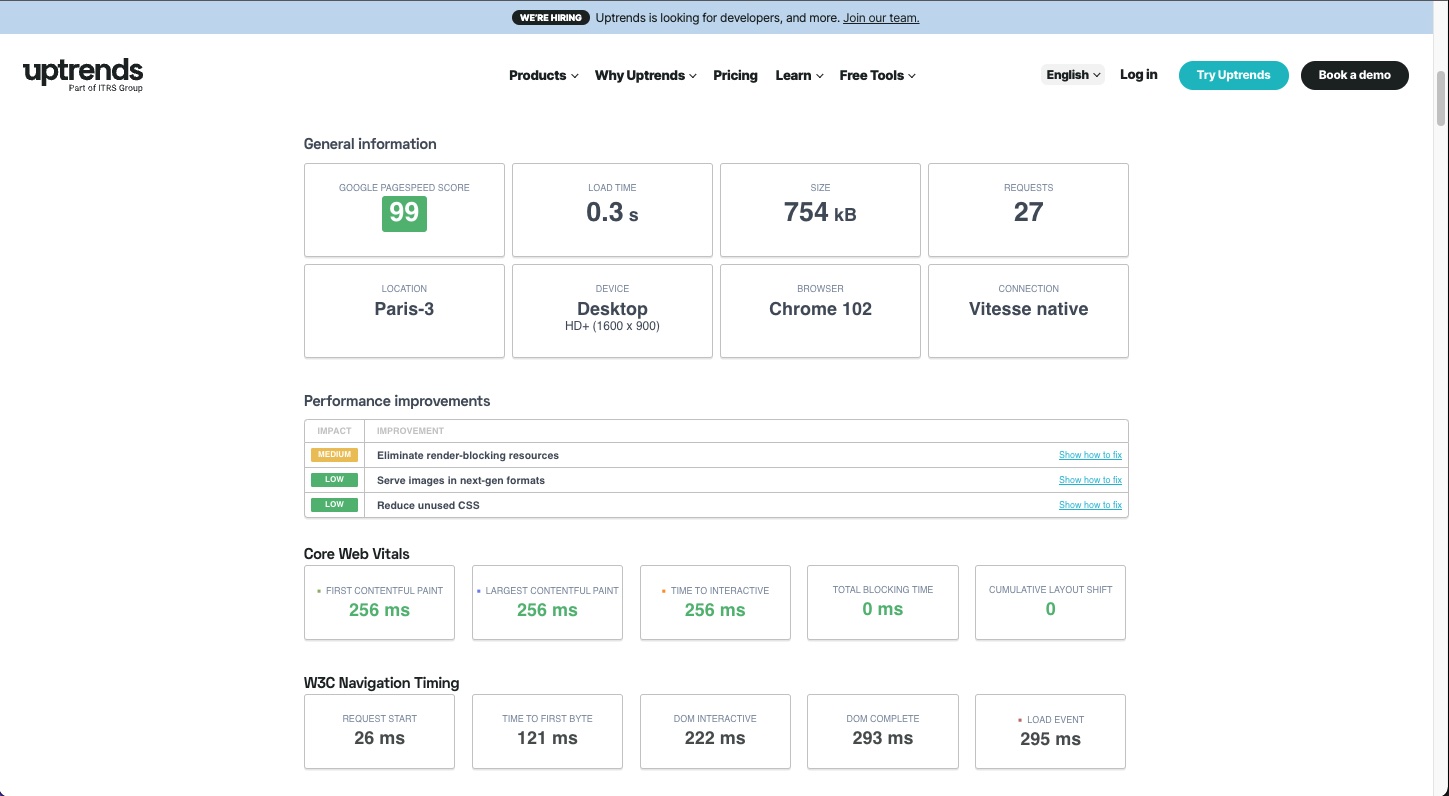 WE'RE HIRING Uptrends is looking for developers, and more. Join our team.
uptrends
Part of ITRS Group
Products Why Uptrends Pricing Learn Free Tools English Log in Try Uptrends Book a demo
General information
GOOGLE PAGESPEED SCORE
99
LOAD TIME
0.3 s
SIZE
754 kB
REQUESTS
27
LOCATION
Paris-3
DEVICE
Desktop
HD+ (1600 x 900)
BROWSER
Chrome 102
CONNECTION
Vitesse native
Performance improvements
IMPACT IMPROVEMENT
MEDIUM Eliminate render-blocking resources Show how to fix
LOW Serve images in next-gen formats Show how to fix
LOW Reduce unused CSS Show how to fix
Core Web Vitals
FIRST CONTENTFUL PAINT
256 ms
LARGEST CONTENTFUL PAINT
256 ms
TIME TO INTERACTIVE
256 ms
TOTAL BLOCKING TIME
0 ms
CUMULATIVE LAYOUT SHIFT
0
W3C Navigation Timing
REQUEST START
26 ms
TIME TO FIRST BYTE
121 ms
DOM INTERACTIVE
222 ms
DOM COMPLETE
293 ms
LOAD EVENT
295 ms